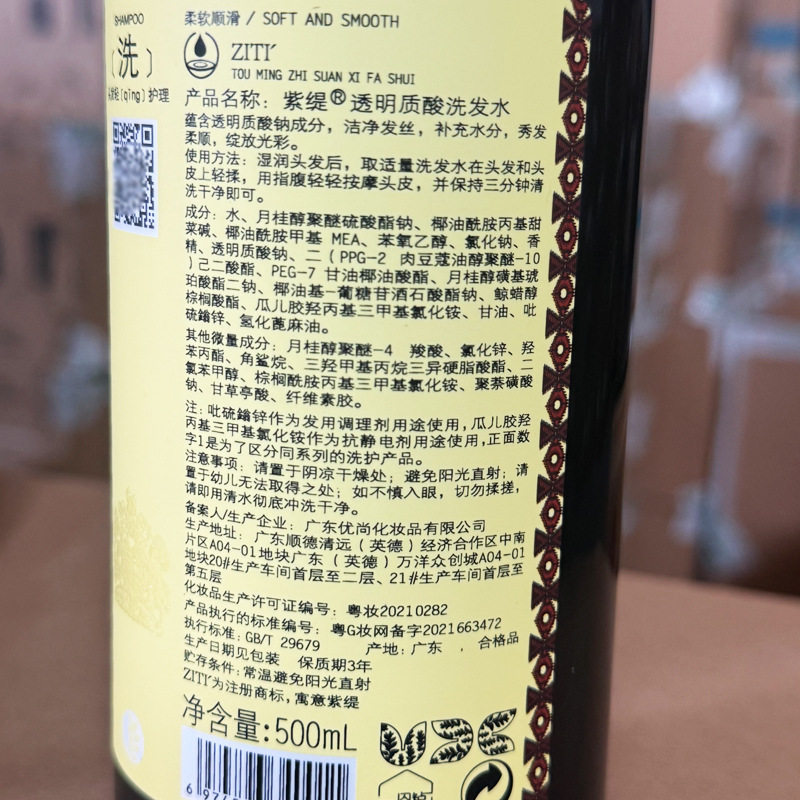 SHAMPOO
〔洗〕
(qīng)护理
柔软顺滑 / SOFT AND SMOOTH
ZITI′
TOU MING ZHI SUAN XI FA SHUI
产品名称：紫缇®透明质酸洗发水
蕴含透明质酸钠成分，洁净发丝，补充水分，秀发
柔顺，绽放光彩。
使用方法：湿润头发后，取适量洗发水在头发和头
皮上轻揉，用指腹轻轻按摩头皮，并保持三分钟清
洗干净即可。
成分：水、月桂醇聚醚硫酸酯钠、椰油酰胺丙基甜
菜碱、椰油酰胺甲基 MEA、苯氧乙醇、氯化钠、香
精、透明质酸钠、二（PPG-2 肉豆蔻油醇聚醚-10
）己二酸酯、PEG-7 甘油椰油酸酯、月桂醇磺基琥
珀酸酯二钠、椰油基-葡糖苷酒石酸酯钠、鲸蜡醇
棕榈酸酯、瓜儿胶羟丙基三甲基氯化铵、甘油、吡
硫鎓锌、氢化蓖麻油。
其他微量成分：月桂醇聚醚-4 羧酸、氯化锌、羟
苯丙酯、角鲨烷、三羟甲基丙烷三异硬脂酸酯、二
氯苯甲醇、棕榈酰胺丙基三甲基氯化铵、聚萘磺酸
钠、甘草亭酸、纤维素胶。
注：吡硫鎓锌作为发用调理剂用途使用，瓜儿胶羟
丙基三甲基氯化铵作为抗静电剂用途使用，正面数
字1是为了区分同系列的洗护产品。
注意事项：请置于阴凉干燥处；避免阳光直射；请
置于幼儿无法取得之处；如不慎入眼，切勿揉搓，
请即用清水彻底冲洗干净。
备案人/生产企业：广东优尚化妆品有限公司
生产地址：广东顺德清远（英德）经济合作区中南
片区A04-01地块广东（英德）万洋众创城A04-01
地块20#生产车间首层至二层、21#生产车间首层至
第五层
化妆品生产许可证编号：粤妆20210282
产品执行的标准编号：粤G妆网备字2021663472
执行标准：GB/T 29679 产地：广东 ，合格品
生产日期见包装 保质期3年
贮存条件：常温避免阳光直射
ZITI′为注册商标，寓意紫缇
净含量：500mL